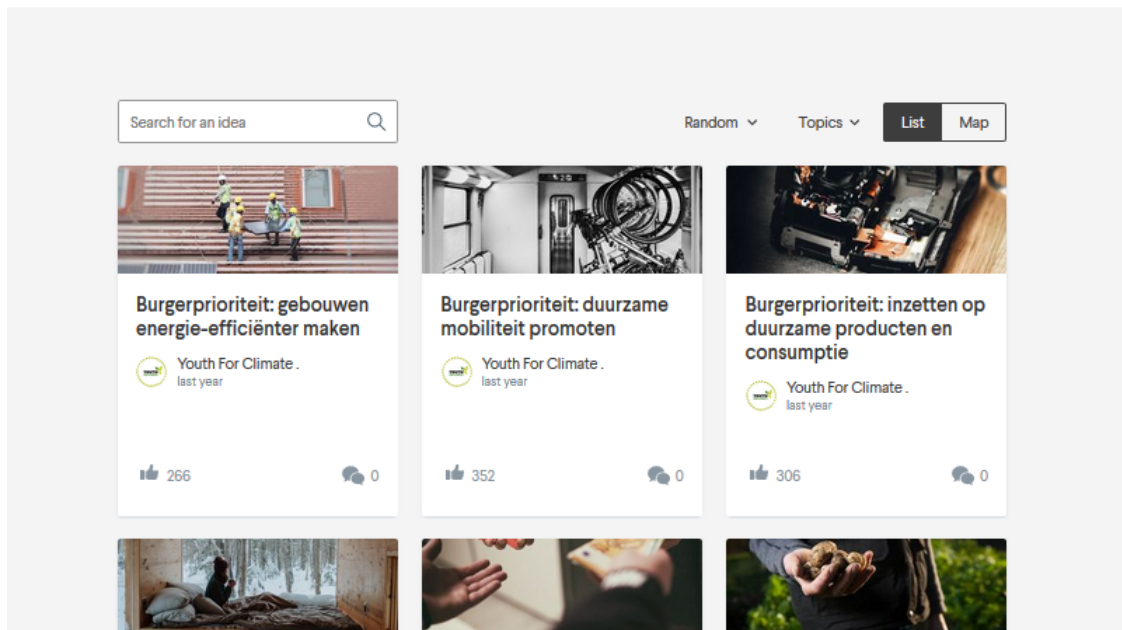 Search for an idea
Random
Topics
List
Map
Burgerprioriteit: gebouwen
energie-efficiënter maken
Youth For Climate .
last year
266
0
Burgerprioriteit: duurzame
mobiliteit promoten
Youth For Climate .
last year
352
0
Burgerprioriteit: inzetten op
duurzame producten en
consumptie
Youth For Climate .
last year
306
0